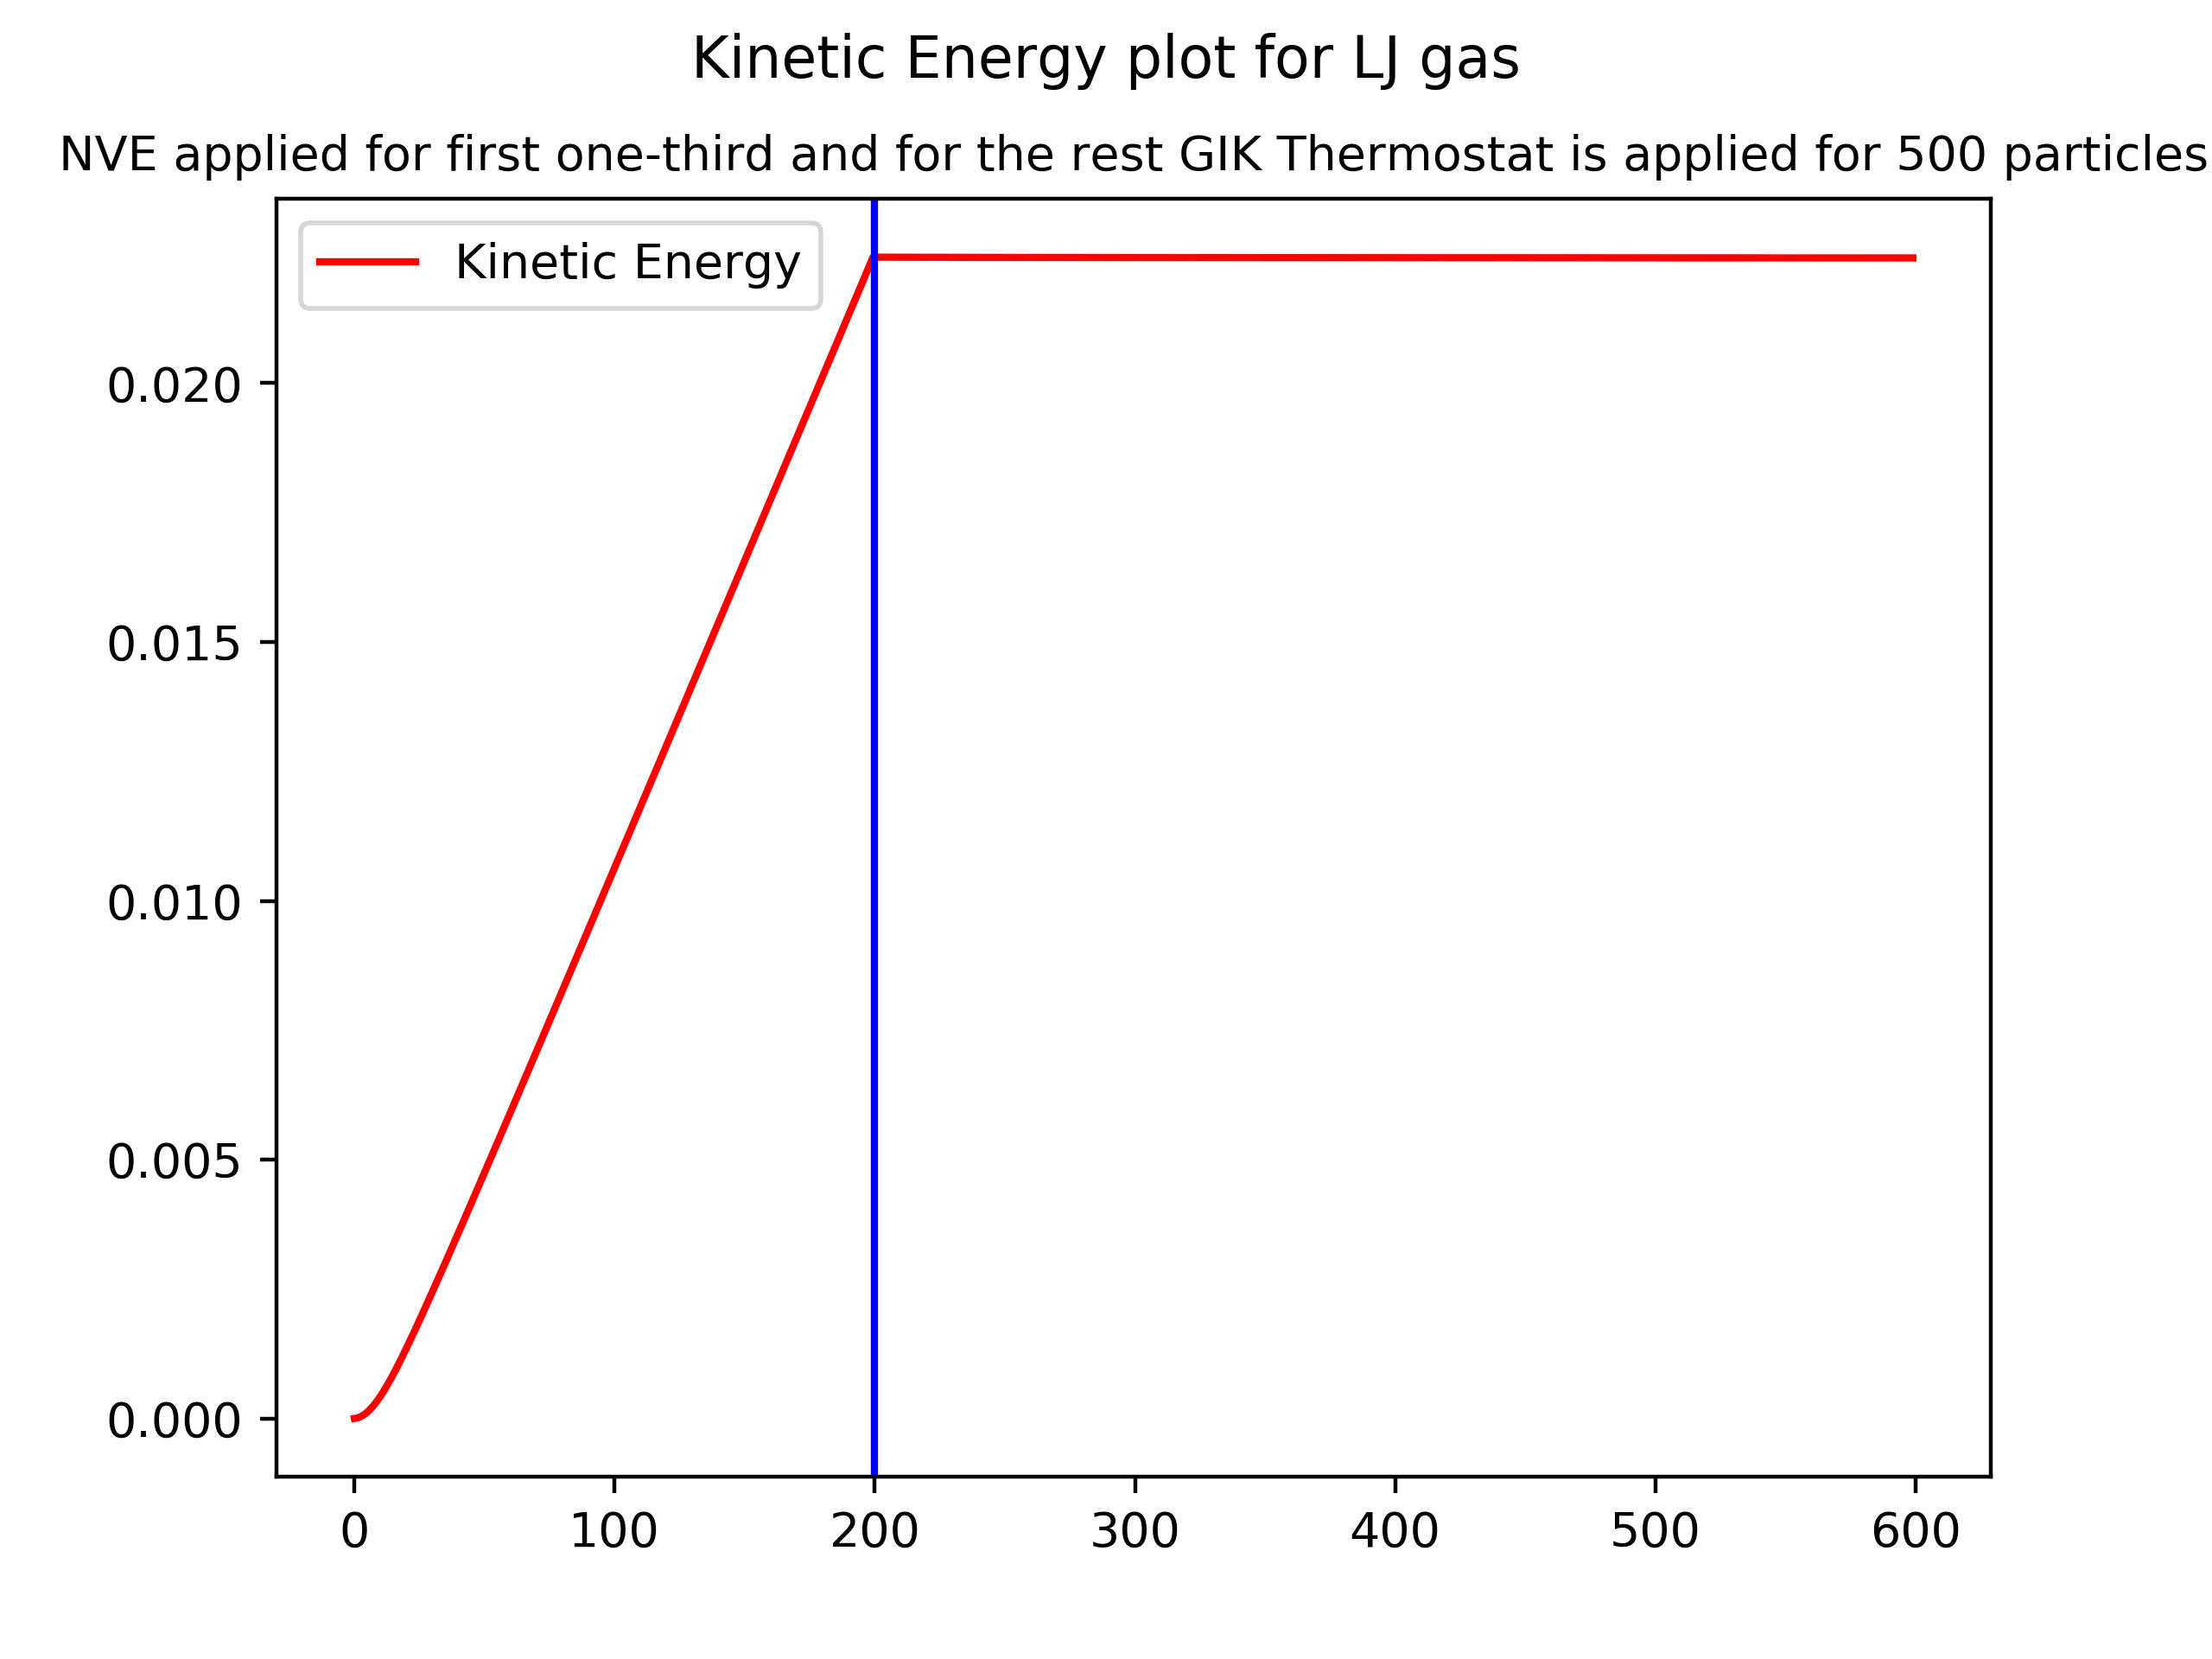 Kinetic Energy plot for LJ gas
NVE applied for first one-third and for the rest GIK Thermostat is applied for 500 particles
Kinetic Energy
0.020
0.015
0.010
0.005
0.000
0 100 200 300 400 500 600